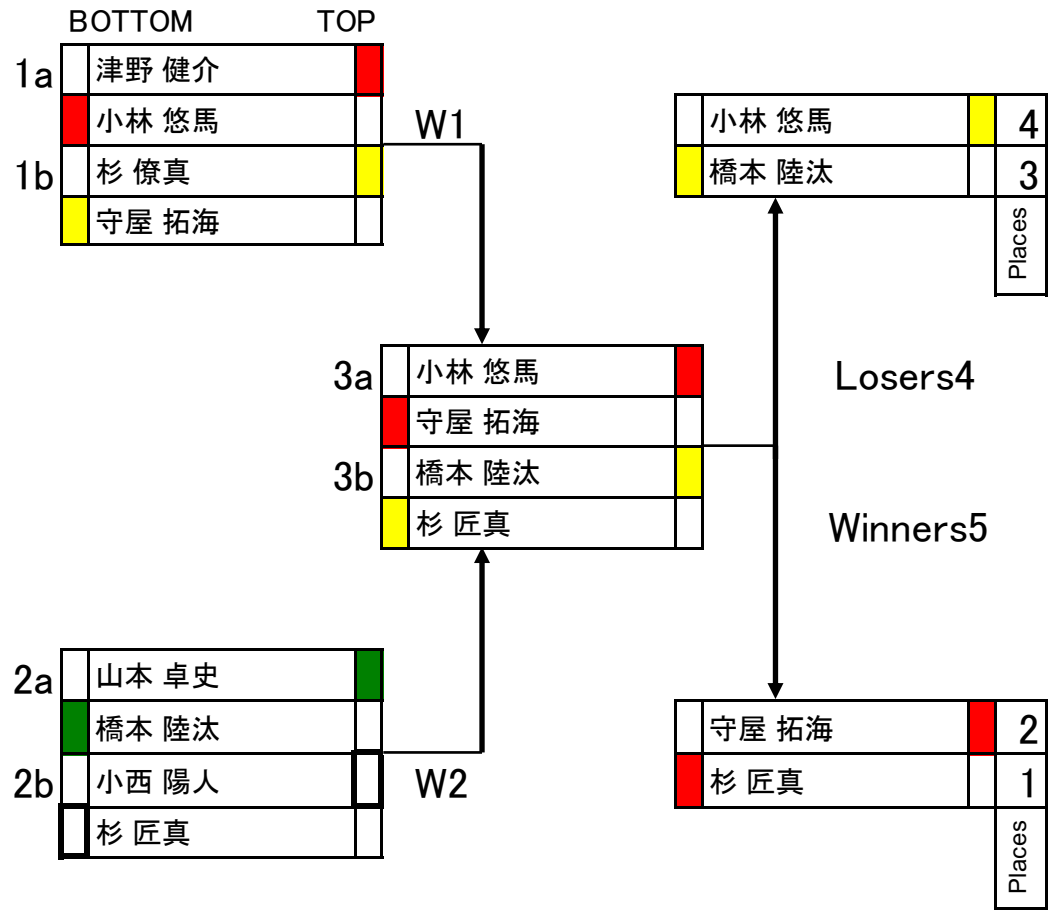 BOTTOM TOP
1a 津野 健介
小林 悠馬
1b 杉 僚真
守屋 拓海
W1
小林 悠馬 4
橋本 陸汰 3
Places
3a 小林 悠馬
守屋 拓海
3b 橋本 陸汰
杉 匠真
Losers4
Winners5
2a 山本 卓史
橋本 陸汰
2b 小西 陽人
杉 匠真
W2
守屋 拓海 2
杉 匠真 1
Places